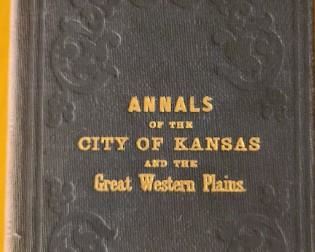 ANNALS
OF THE
CITY OF KANSAS
AND THE
Great Western Plains.